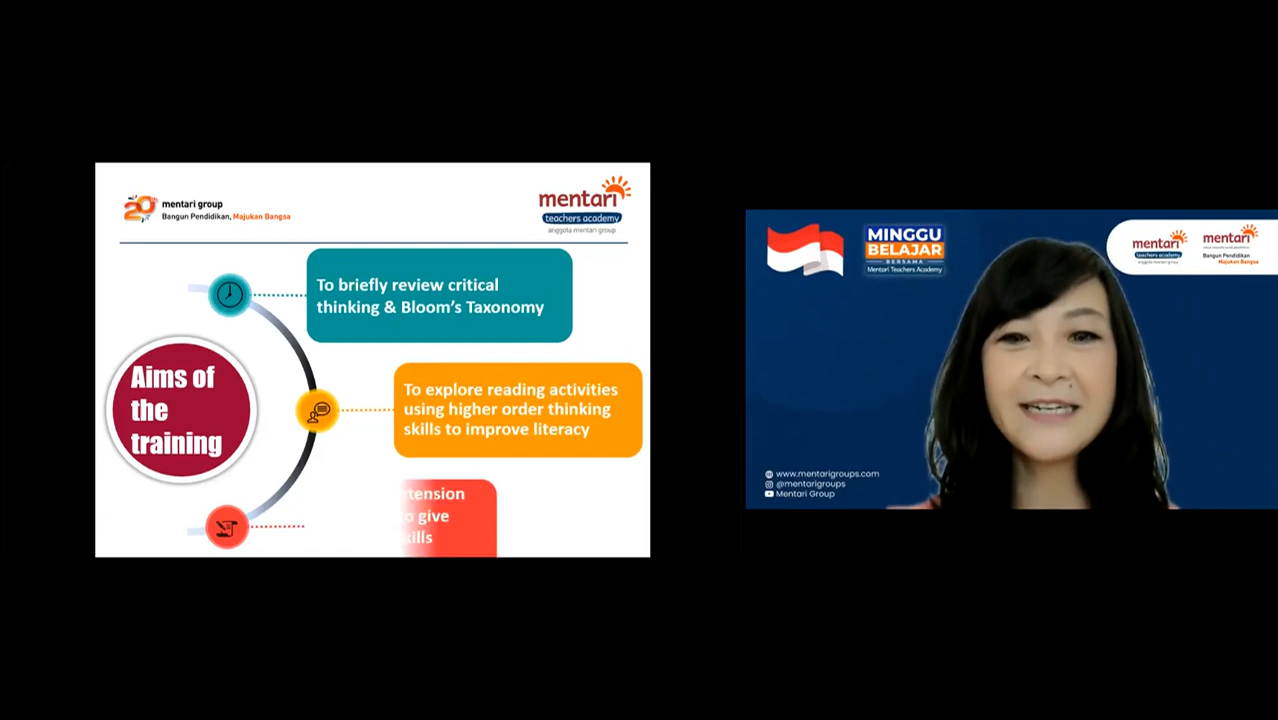 20 mentari group
Bangun Pendidikan, Majukan Bangsa
mentari
teachers academy
anggota mentari group
To briefly review critical
thinking & Bloom's Taxonomy
Aims of
the
training
To explore reading activities
using higher order thinking
skills to improve literacy
give
MINGGU
BELAJAR
BERSAMA
Mentari Teachers Academy
mentari
teachers academy
anggota mentari group
mentari
Bangun Pendidikan
Majukan Bangsa
www.mentarigroups.com
@mentarigroups
Mentari Group